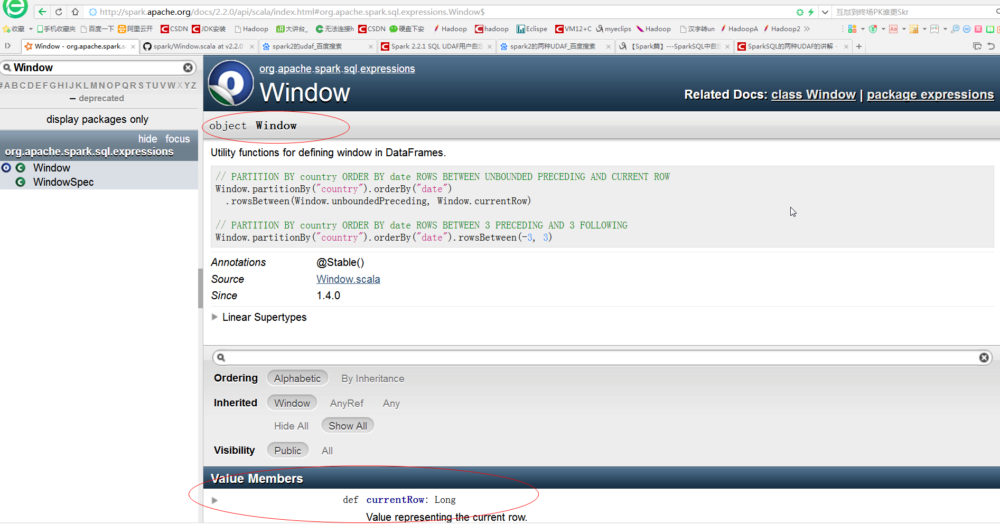 http://spark.apache.org/docs/2.2.0/api/scala/index.html#org.apache.spark.sql.expressions.Window$
互怼到终场PK谁更Skr
收藏 手机收藏夹 百度一下 阿里云开 CSDN JDK安装 Hadoop 大讲台_ 无法连接h CSDN 硬盘下安 Hadoop hadoop Eclispe VM12+C myeclips Hadoop 汉字转un HadoopA Hadoop2 »
Window - org.apache.spark.s
spark/Window.scala at v2.2.0
spark2的udaf_百度搜索
Spark 2.2.1 SQL UDAF用户自定
spark2的两种UDAF_百度搜索
【Spark篇】---SparkSQL中自定
SparkSQL的两种UDAF的讲解 -
Window
#ABCDEFGHIJKLMNOPQRSTUVWXYZ
– deprecated
display packages only
hide focus
org.apache.spark.sql.expressions
Window
WindowSpec
org.apache.spark.sql.expressions
Window
Related Docs: class Window | package expressions
object Window
Utility functions for defining window in DataFrames.
// PARTITION BY country ORDER BY date ROWS BETWEEN UNBOUNDED PRECEDING AND CURRENT ROW
Window.partitionBy("country").orderBy("date")
.rowsBetween(Window.unboundedPreceding, Window.currentRow)
// PARTITION BY country ORDER BY date ROWS BETWEEN 3 PRECEDING AND 3 FOLLOWING
Window.partitionBy("country").orderBy("date").rowsBetween(-3, 3)
Annotations @Stable()
Source Window.scala
Since 1.4.0
Linear Supertypes
Ordering Alphabetic By Inheritance
Inherited Window AnyRef Any
Hide All Show All
Visibility Public All
Value Members
def currentRow: Long
Value representing the current row.